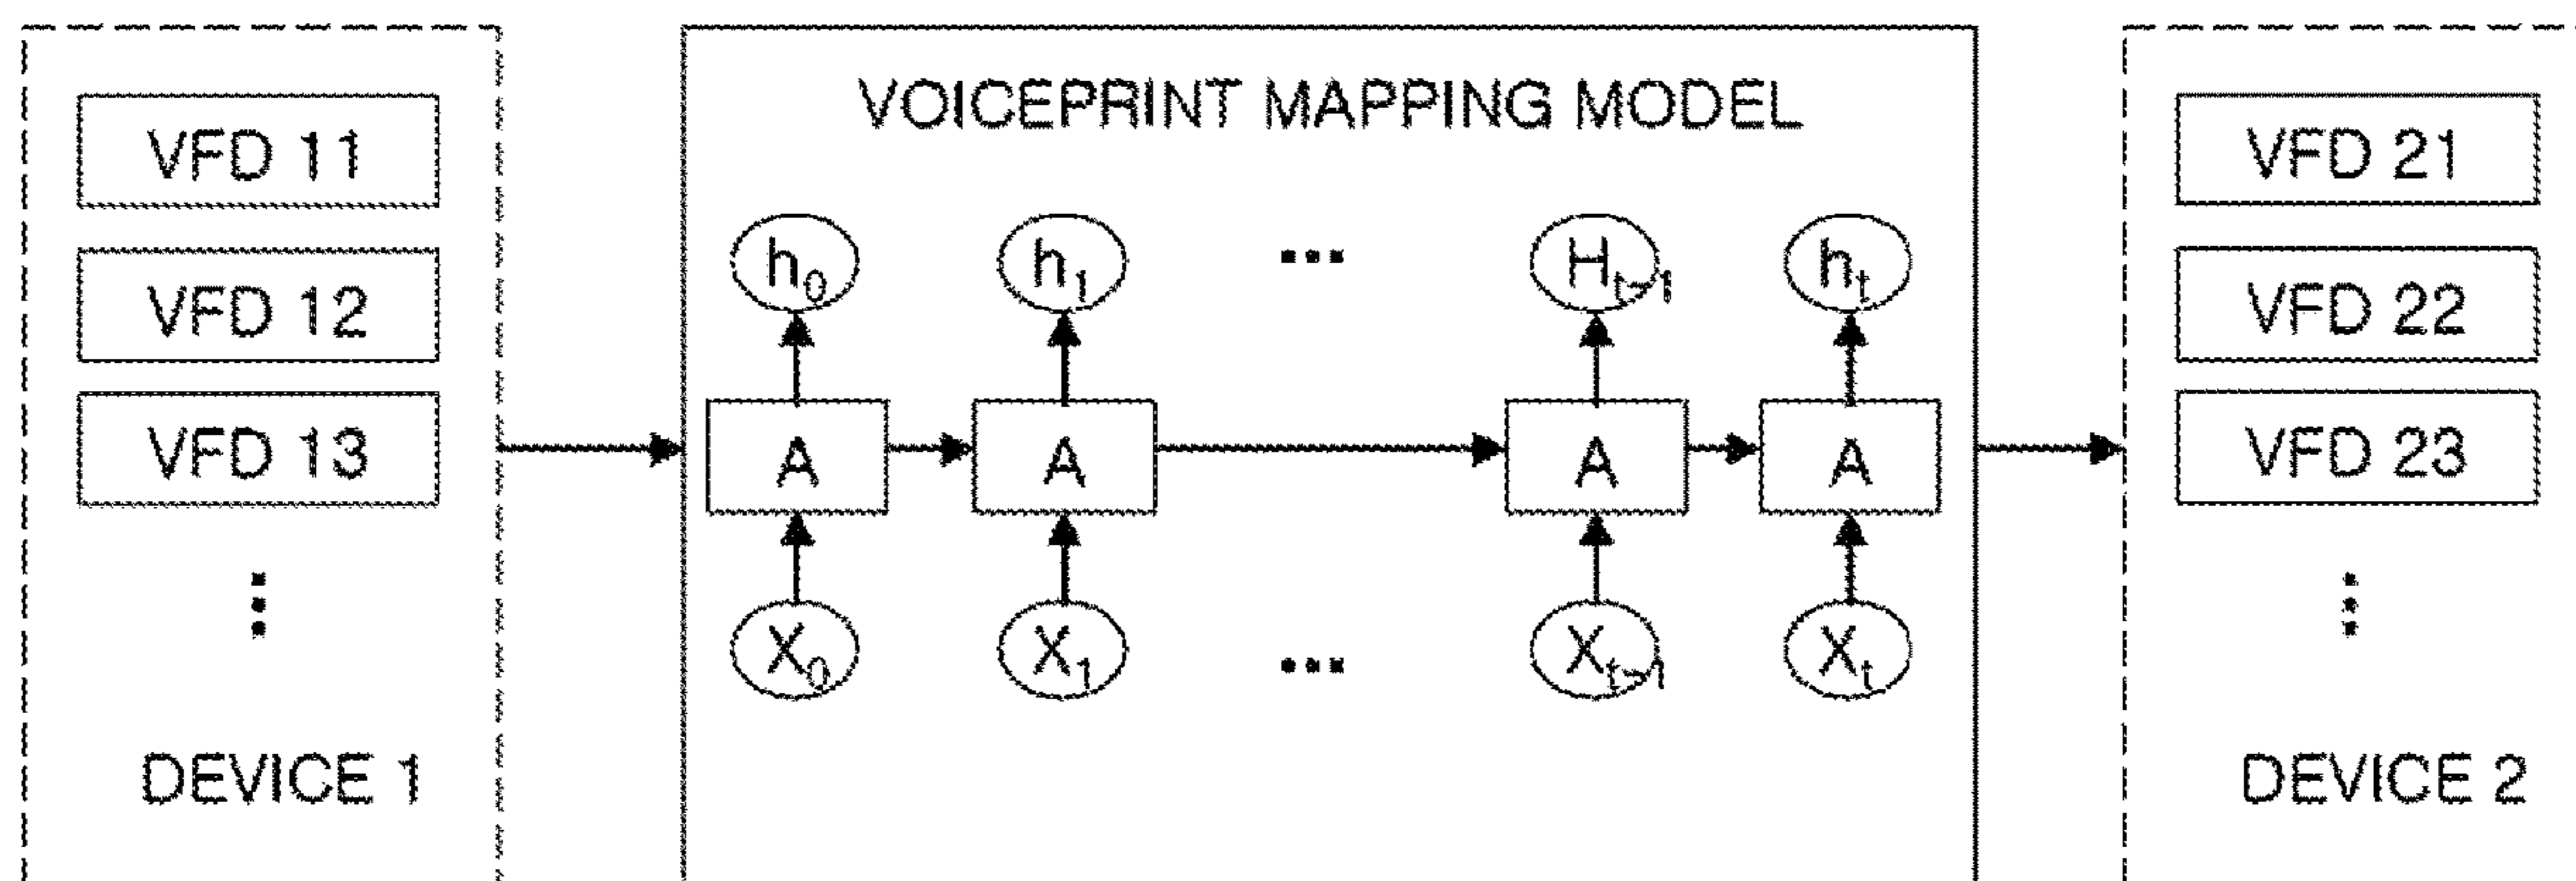 VFD 11
VFD 12
VFD 13
⋮
DEVICE 1
VOICEPRINT MAPPING MODEL
h₀ h₁ ... Hₜ₋₁ hₜ
A A A A
X₀ X₁ ... Xₜ₋₁ Xₜ
VFD 21
VFD 22
VFD 23
⋮
DEVICE 2